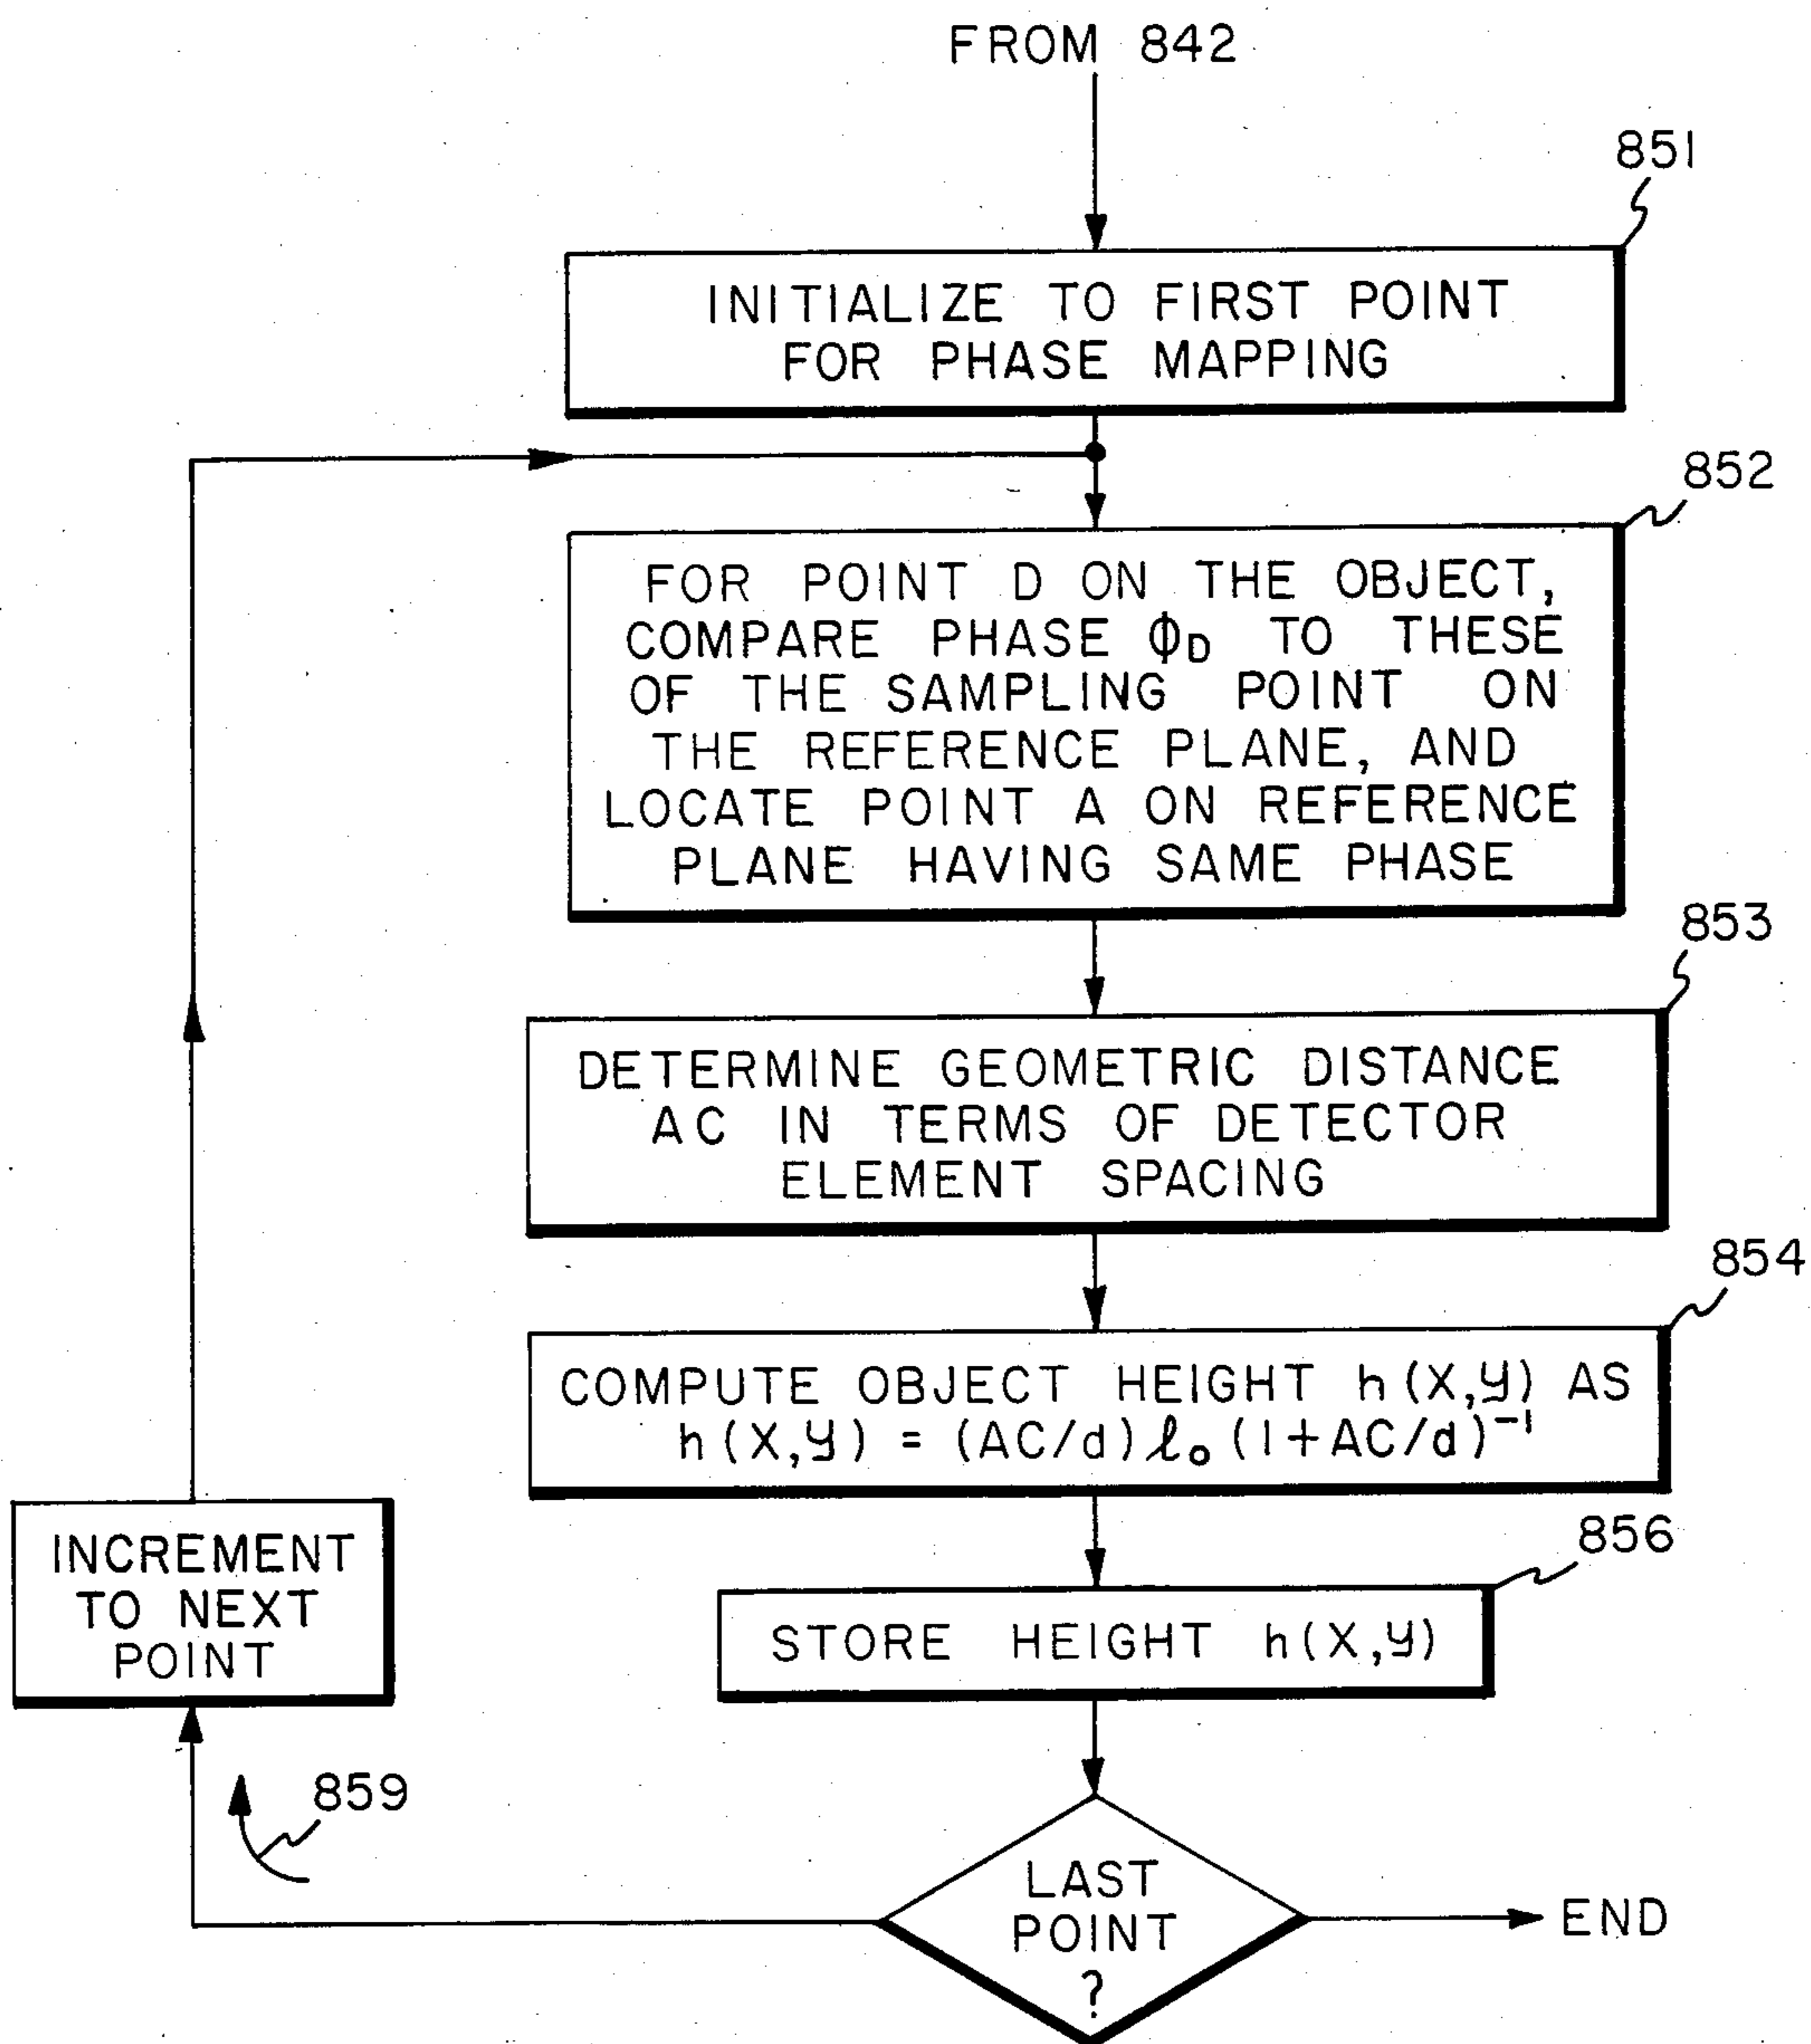 FROM 842
851
INITIALIZE TO FIRST POINT
FOR PHASE MAPPING
852
FOR POINT D ON THE OBJECT,
COMPARE PHASE ϕD TO THESE
OF THE SAMPLING POINT ON
THE REFERENCE PLANE, AND
LOCATE POINT A ON REFERENCE
PLANE HAVING SAME PHASE
853
DETERMINE GEOMETRIC DISTANCE
AC IN TERMS OF DETECTOR
ELEMENT SPACING
854
COMPUTE OBJECT HEIGHT h(X,y) AS
h(X,y) = (AC/d)ℓ₀(1+AC/d)⁻¹
856
STORE HEIGHT h(X,y)
INCREMENT
TO NEXT
POINT
859
LAST
POINT
?
END